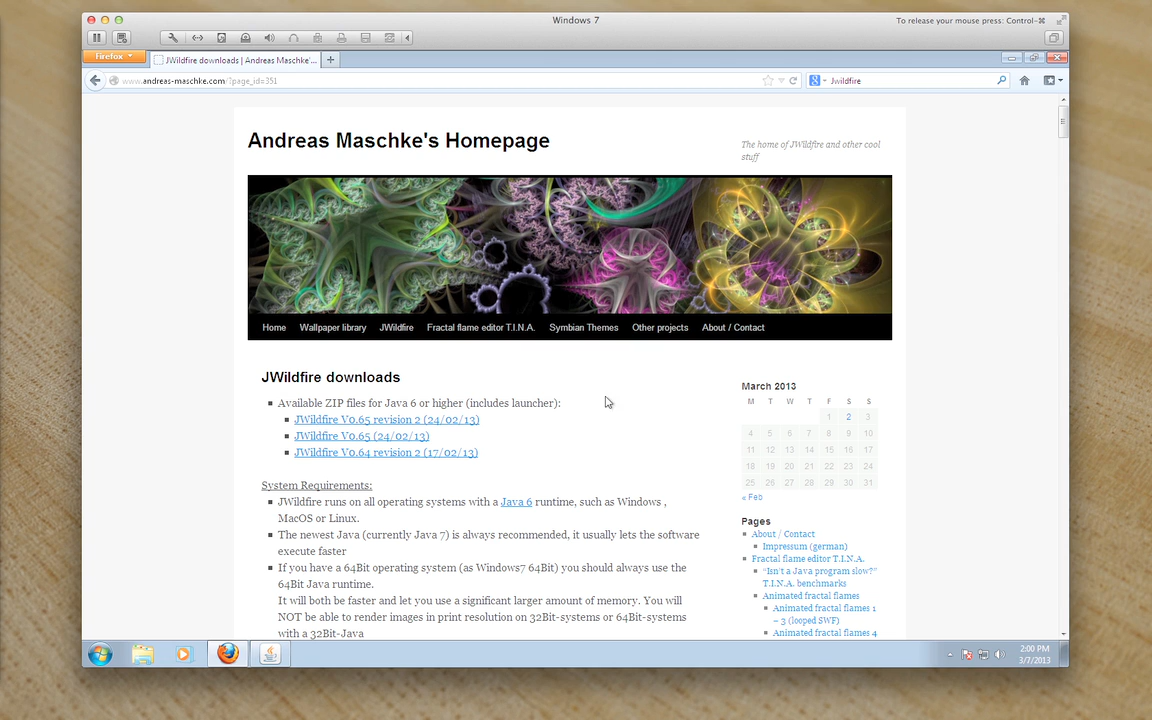 Windows 7
To release your mouse press: Control-⌘
Firefox
JWildfire downloads | Andreas Maschke'...
www.andreas-maschke.com/?page_id=351
Jwildfire
Andreas Maschke's Homepage
The home of JWildfire and other cool
stuff
Home Wallpaper library JWildfire Fractal flame editor T.I.N.A. Symbian Themes Other projects About / Contact
JWildfire downloads
Available ZIP files for Java 6 or higher (includes launcher):
JWildfire V0.65 revision 2 (24/02/13)
JWildfire V0.65 (24/02/13)
JWildfire V0.64 revision 2 (17/02/13)
System Requirements:
JWildfire runs on all operating systems with a Java 6 runtime, such as Windows ,
MacOS or Linux.
The newest Java (currently Java 7) is always recommended, it usually lets the software
execute faster
If you have a 64Bit operating system (as Windows7 64Bit) you should always use the
64Bit Java runtime.
It will both be faster and let you use a significant larger amount of memory. You will
NOT be able to render images in print resolution on 32Bit-systems or 64Bit-systems
with a 32Bit-Java
March 2013
M T W T F S S
1 2 3
4 5 6 7 8 9 10
11 12 13 14 15 16 17
18 19 20 21 22 23 24
25 26 27 28 29 30 31
« Feb
Pages
About / Contact
Impressum (german)
Fractal flame editor T.I.N.A.
"Isn't a Java program slow?"
T.I.N.A. benchmarks
Animated fractal flames
Animated fractal flames 1
– 3 (looped SWF)
Animated fractal flames 4
2:00 PM
3/7/2013